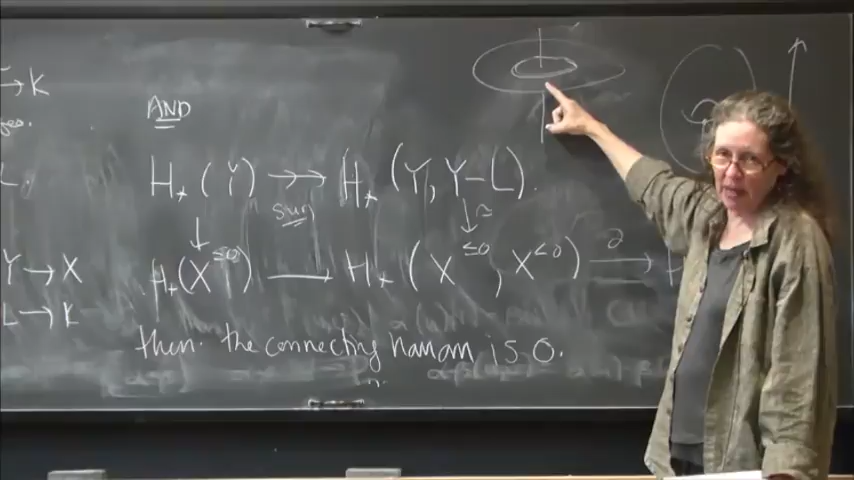 → K
AND
H⁎(Y) ↠ H⁎(Y, Y−L).
L
surj
↓ ↓≃
Y → X
H⁎(X^{≤0}) → H⁎(X^{≤0}, X^{<0}) ∂→ H
L → K
then the connecting homom is 0.